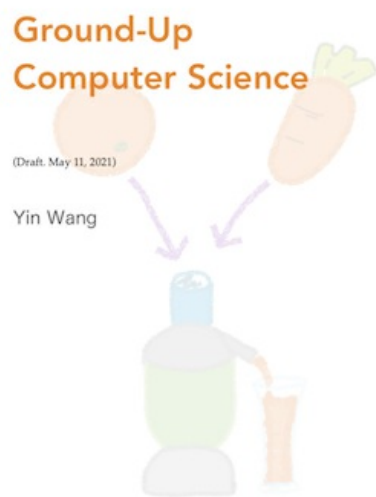 Ground-Up
Computer Science
(Draft. May 11, 2021)
Yin Wang